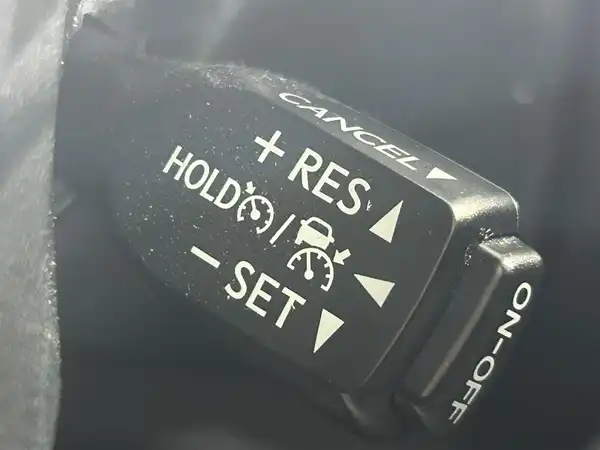 CANCEL
+ RES
HOLD /
- SET
ON-OFF